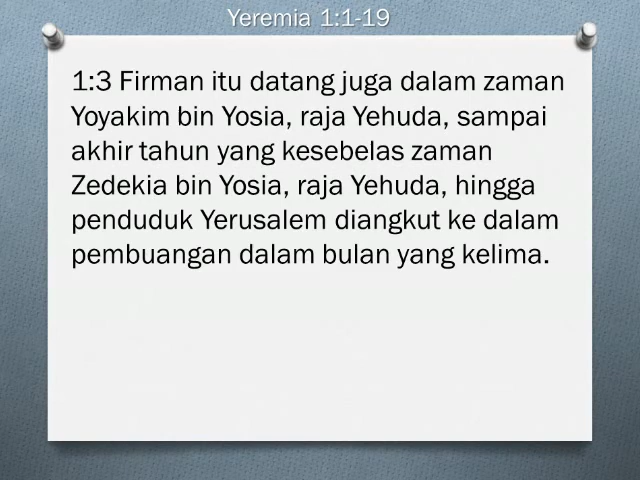 Yeremia 1:1-19
1:3 Firman itu datang juga dalam zaman
Yoyakim bin Yosia, raja Yehuda, sampai
akhir tahun yang kesebelas zaman
Zedekia bin Yosia, raja Yehuda, hingga
penduduk Yerusalem diangkut ke dalam
pembuangan dalam bulan yang kelima.